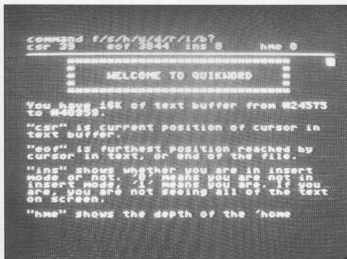 command f/s/h/u/d/r/i/b?
csr 39 eof 3844 ins 0 hme 0
WELCOME TO QUIKWORD
You have 16K of text buffer from #24575
to #40959.
"csr" is current position of cursor in
text buffer.
"eof" is furthest position reached by
cursor in text, or end of the file.
"ins" shows whether you are in insert
mode or not. '0' means you are not in
insert mode, '1' means you are. If you
are, you are not seeing all of the text
on screen.
"hme" shows the depth of the 'home